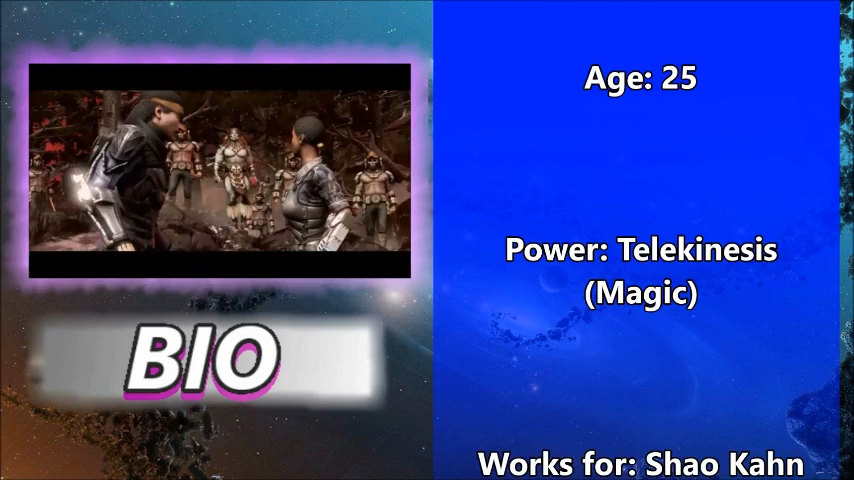 Age: 25
Power: Telekinesis
(Magic)
BIO
Works for: Shao Kahn